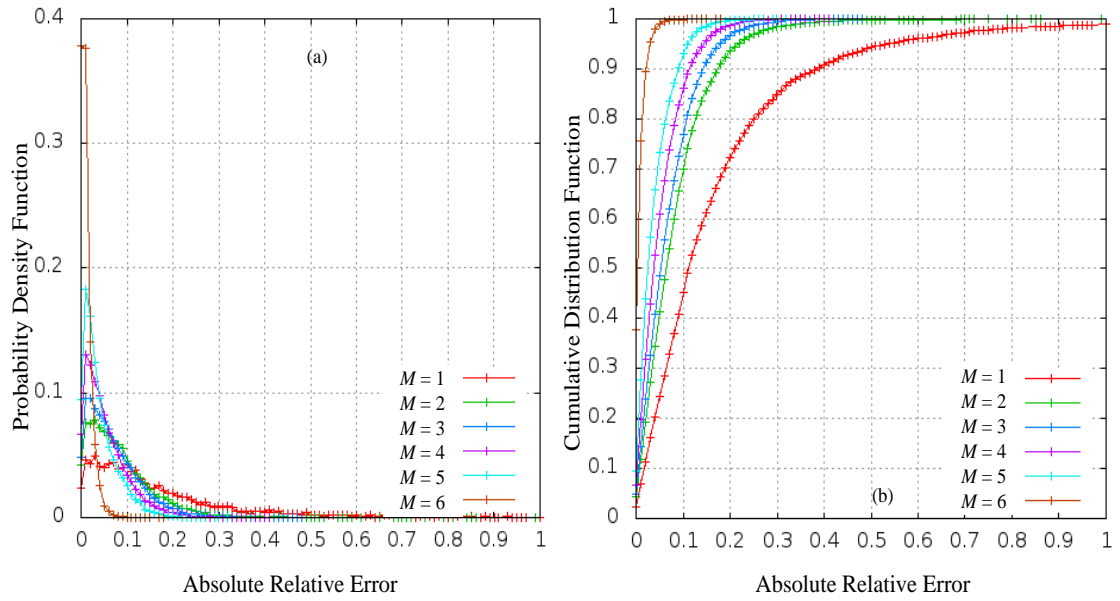 0.4
0.3
0.2
0.1
0
(a)
Probability Density Function
M = 1
M = 2
M = 3
M = 4
M = 5
M = 6
0 0.1 0.2 0.3 0.4 0.5 0.6 0.7 0.8 0.9 1
Absolute Relative Error
1
0.9
0.8
0.7
0.6
0.5
0.4
0.3
0.2
0.1
0
Cumulative Distribution Function
M = 1
M = 2
M = 3
M = 4
M = 5
M = 6
(b)
0 0.1 0.2 0.3 0.4 0.5 0.6 0.7 0.8 0.9 1
Absolute Relative Error